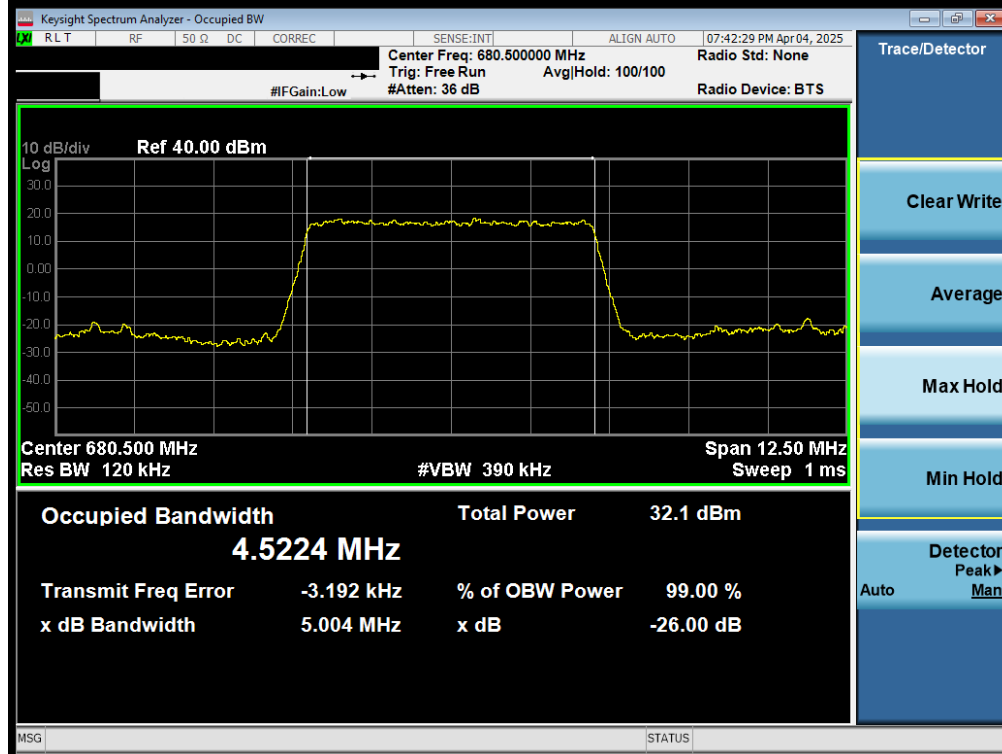 Keysight Spectrum Analyzer - Occupied BW
LXI RLT RF 50 Ω DC CORREC SENSE:INT ALIGN AUTO 07:42:29 PM Apr 04, 2025
Center Freq: 680.500000 MHz Radio Std: None
Trig: Free Run Avg|Hold: 100/100
#IFGain:Low #Atten: 36 dB Radio Device: BTS
10 dB/div Ref 40.00 dBm
Log
30.0
20.0
10.0
0.00
-10.0
-20.0
-30.0
-40.0
-50.0
Center 680.500 MHz Span 12.50 MHz
Res BW 120 kHz #VBW 390 kHz Sweep 1 ms
Occupied Bandwidth Total Power 32.1 dBm
4.5224 MHz
Transmit Freq Error -3.192 kHz % of OBW Power 99.00 %
x dB Bandwidth 5.004 MHz x dB -26.00 dB
MSG STATUS
Trace/Detector
Clear Write
Average
Max Hold
Min Hold
Detector
Peak▶
Auto Man